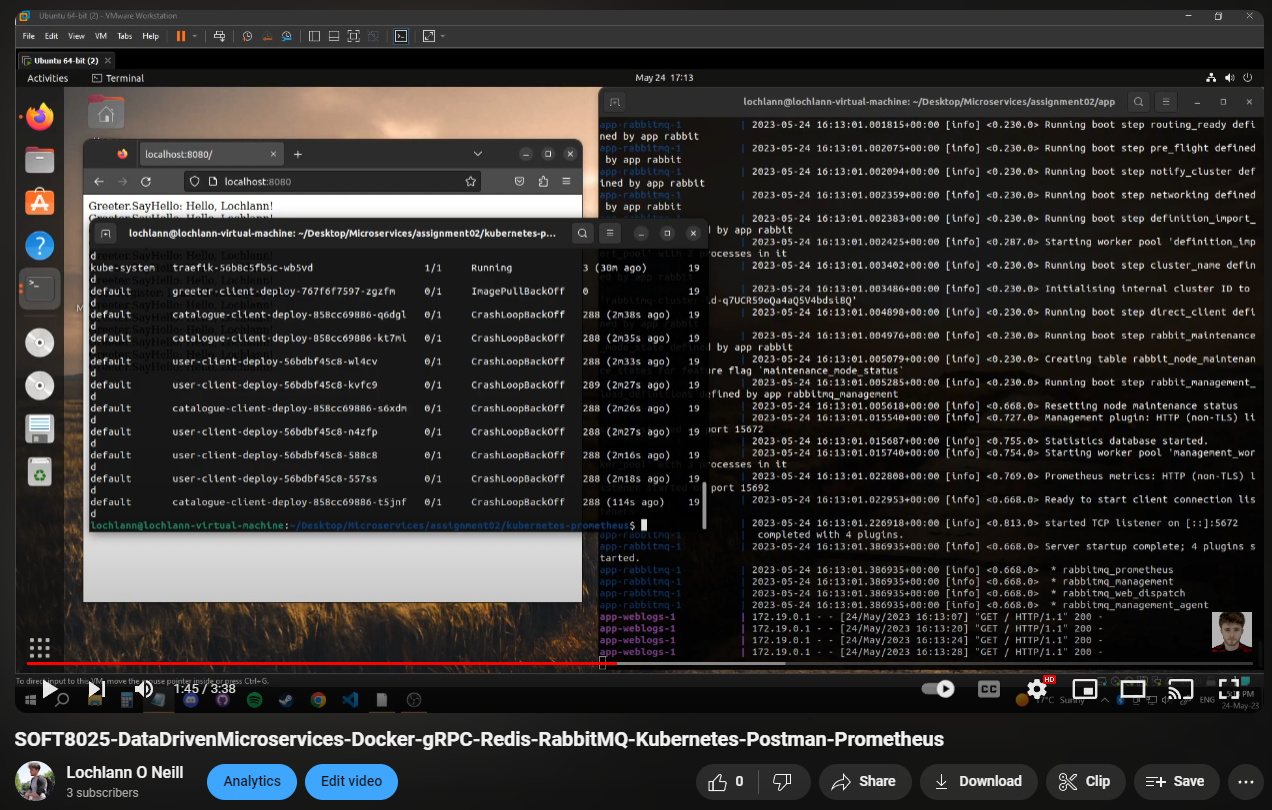 Ubuntu 64-bit (2) - VMware Workstation
File Edit View VM Tabs Help
Ubuntu 64-bit (2)
Activities Terminal May 24 17:13
localhost:8080/
localhost:8080
Greeter.SayHello: Hello, Lochlann!
lochlann@lochlann-virtual-machine: ~/Desktop/Microservices/assignment02/kubernetes-p...
d
kube-system traefik-56b8c5fb5c-wb5vd 1/1 Running 3 (30m ago) 19
d
default greeter-client-deploy-767f6f7597-zgzfm 0/1 ImagePullBackOff 0 19
d
default catalogue-client-deploy-858cc69886-q6dgl 0/1 CrashLoopBackOff 288 (2m38s ago) 19
d
default catalogue-client-deploy-858cc69886-kt7ml 0/1 CrashLoopBackOff 288 (2m35s ago) 19
d
default user-client-deploy-56bdbf45c8-wl4cv 0/1 CrashLoopBackOff 288 (2m33s ago) 19
d
default user-client-deploy-56bdbf45c8-kvfc9 0/1 CrashLoopBackOff 289 (2m27s ago) 19
d
default catalogue-client-deploy-858cc69886-s6xdm 0/1 CrashLoopBackOff 288 (2m26s ago) 19
d
default user-client-deploy-56bdbf45c8-n4zfp 0/1 CrashLoopBackOff 288 (2m27s ago) 19
d
default user-client-deploy-56bdbf45c8-588c8 0/1 CrashLoopBackOff 288 (2m16s ago) 19
d
default user-client-deploy-56bdbf45c8-557ss 0/1 CrashLoopBackOff 288 (2m18s ago) 19
d
default catalogue-client-deploy-858cc69886-t5jnf 0/1 CrashLoopBackOff 288 (114s ago) 19
d
lochlann@lochlann-virtual-machine:~/Desktop/Microservices/assignment02/kubernetes-prometheus$
lochlann@lochlann-virtual-machine: ~/Desktop/Microservices/assignment02/app
app-rabbitmq-1 | 2023-05-24 16:13:01.001815+00:00 [info] <0.230.0> Running boot step routing_ready defi
ned by app rabbit
app-rabbitmq-1 | 2023-05-24 16:13:01.002075+00:00 [info] <0.230.0> Running boot step pre_flight defined
by app rabbit
app-rabbitmq-1 | 2023-05-24 16:13:01.002094+00:00 [info] <0.230.0> Running boot step notify_cluster def
ined by app rabbit
app-rabbitmq-1 | 2023-05-24 16:13:01.002359+00:00 [info] <0.230.0> Running boot step networking defined
by app rabbit
app-rabbitmq-1 | 2023-05-24 16:13:01.002383+00:00 [info] <0.230.0> Running boot step definition_import_
d by app rabbit
| 2023-05-24 16:13:01.002425+00:00 [info] <0.287.0> Starting worker pool 'definition_imp
processes in it
| 2023-05-24 16:13:01.003402+00:00 [info] <0.230.0> Running boot step cluster_name defin
| 2023-05-24 16:13:01.003486+00:00 [info] <0.230.0> Initialising internal cluster ID to
d-q7UCR59oQa4aQ5V4bdsi8Q'
| 2023-05-24 16:13:01.004898+00:00 [info] <0.230.0> Running boot step direct_client defi
| 2023-05-24 16:13:01.004976+00:00 [info] <0.230.0> Running boot step rabbit_maintenance
d by app rabbit
| 2023-05-24 16:13:01.005079+00:00 [info] <0.230.0> Creating table rabbit_node_maintenan
re flag `maintenance_mode_status`
| 2023-05-24 16:13:01.005285+00:00 [info] <0.230.0> Running boot step rabbit_management_
defined by app rabbitmq_management
| 2023-05-24 16:13:01.005618+00:00 [info] <0.668.0> Resetting node maintenance status
| 2023-05-24 16:13:01.015540+00:00 [info] <0.727.0> Management plugin: HTTP (non-TLS) li
port 15672
| 2023-05-24 16:13:01.015687+00:00 [info] <0.755.0> Statistics database started.
| 2023-05-24 16:13:01.015740+00:00 [info] <0.754.0> Starting worker pool 'management_wor
processes in it
| 2023-05-24 16:13:01.022808+00:00 [info] <0.769.0> Prometheus metrics: HTTP (non-TLS) l
port 15692
| 2023-05-24 16:13:01.022953+00:00 [info] <0.668.0> Ready to start client connection lis
| 2023-05-24 16:13:01.226918+00:00 [info] <0.813.0> started TCP listener on [::]:5672
app-rabbitmq-1 | completed with 4 plugins.
app-rabbitmq-1 | 2023-05-24 16:13:01.386935+00:00 [info] <0.668.0> Server startup complete; 4 plugins s
tarted.
app-rabbitmq-1 | 2023-05-24 16:13:01.386935+00:00 [info] <0.668.0> * rabbitmq_prometheus
app-rabbitmq-1 | 2023-05-24 16:13:01.386935+00:00 [info] <0.668.0> * rabbitmq_management
app-rabbitmq-1 | 2023-05-24 16:13:01.386935+00:00 [info] <0.668.0> * rabbitmq_web_dispatch
app-rabbitmq-1 | 2023-05-24 16:13:01.386935+00:00 [info] <0.668.0> * rabbitmq_management_agent
app-weblogs-1 | 172.19.0.1 - - [24/May/2023 16:13:07] "GET / HTTP/1.1" 200 -
app-weblogs-1 | 172.19.0.1 - - [24/May/2023 16:13:20] "GET / HTTP/1.1" 200 -
app-weblogs-1 | 172.19.0.1 - - [24/May/2023 16:13:24] "GET / HTTP/1.1" 200 -
app-weblogs-1 | 172.19.0.1 - - [24/May/2023 16:13:28] "GET / HTTP/1.1" 200 -
To direct input to this VM, move the mouse pointer inside or press Ctrl+G.
1:45 / 3:38
CC
HD
17°C Sunny
ENG
PM
24-May-23
SOFT8025-DataDrivenMicroservices-Docker-gRPC-Redis-RabbitMQ-Kubernetes-Postman-Prometheus
Lochlann O Neill
3 subscribers
Analytics
Edit video
0
Share
Download
Clip
Save